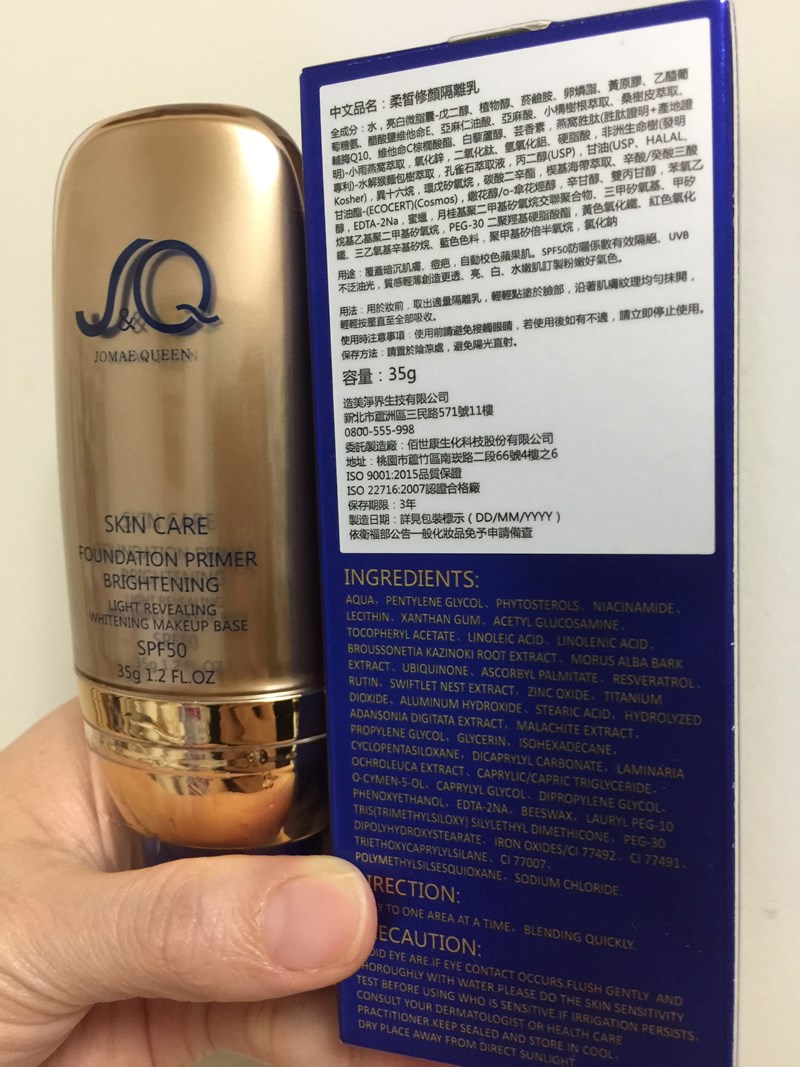 J&Q
JOMAE QUEEN
SKIN CARE
FOUNDATION PRIMER
BRIGHTENING
LIGHT REVEALING
WHITENING MAKEUP BASE
SPF50
35g 1.2 FL.OZ
中文品名：柔皙修顏隔離乳
全成分：水，亮白微脂囊-戊二醇、植物醇、菸鹼胺、卵磷脂、黃原膠、乙醯葡
萄糖氨、醋酸鹽維他命E、亞麻仁油酸、亞麻酸、小構樹根萃取、桑樹皮萃取、
輔脢Q10、維他命C棕櫚酸酯、白藜蘆醇、芸香素，燕窩胜肽(胜肽證明+產地證
明)-小雨燕窩萃取，氧化鋅，二氧化鈦、氫氧化鋁、硬脂酸，非洲生命樹(發明
專利)-水解猴麵包樹萃取，孔雀石萃取液，丙二醇(USP)，甘油(USP、HALAL、
Kosher)，異十六烷，環戊矽氧烷，碳酸二辛酯，楔基海帶萃取、辛酸/癸酸三酸
甘油酯-(ECOCERT)(Cosmos)，緻花醇/o-傘花烴醇，辛甘醇、雙丙甘醇，苯氧乙
醇，EDTA-2Na，蜜蠟，月桂基聚二甲基矽氧烷交聯聚合物、三甲矽氧基、甲矽
烷基乙基聚二甲基矽氧烷，PEG-30 二聚羥基硬脂酸酯，黃色氧化鐵、紅色氧化
鐵、三乙氧基辛基矽烷、藍色色料，聚甲基矽倍半氧烷，氯化鈉
用途：覆蓋暗沉肌膚、痘疤，自動校色蘋果肌。SPF50防曬係數有效隔絕、UVB
不泛油光，質感輕薄創造更透、亮、白、水嫩肌訂製粉嫩好氣色。
用法：用於妝前，取出適量隔離乳，輕輕點塗於臉部，沿著肌膚紋理均勻抹開，
輕輕按壓直至全部吸收。
使用時注意事項：使用前請避免接觸眼睛，若使用後如有不適，請立即停止使用。
保存方法：請置於陰涼處，避免陽光直射。
容量：35g
造美淨界生技有限公司
新北市蘆洲區三民路571號11樓
0800-555-998
委託製造廠：佰世康生化科技股份有限公司
地址：桃園市蘆竹區南崁路二段66號4樓之6
ISO 9001:2015品質保證
ISO 22716:2007認證合格廠
保存期限：3年
製造日期：詳見包裝標示（DD/MM/YYYY）
依衛福部公告一般化妝品免予申請備查
INGREDIENTS:
AQUA、PENTYLENE GLYCOL、PHYTOSTEROLS、NIACINAMIDE、
LECITHIN、XANTHAN GUM、ACETYL GLUCOSAMINE、
TOCOPHERYL ACETATE、LINOLEIC ACID、LINOLENIC ACID、
BROUSSONETIA KAZINOKI ROOT EXTRACT、MORUS ALBA BARK
EXTRACT、UBIQUINONE、ASCORBYL PALMITATE、RESVERATROL、
RUTIN、SWIFTLET NEST EXTRACT、ZINC OXIDE、TITANIUM
DIOXIDE、ALUMINUM HYDROXIDE、STEARIC ACID、HYDROLYZED
ADANSONIA DIGITATA EXTRACT、MALACHITE EXTRACT、
PROPYLENE GLYCOL、GLYCERIN、ISOHEXADECANE、
CYCLOPENTASILOXANE、DICAPRYLYL CARBONATE、LAMINARIA
OCHROLEUCA EXTRACT、CAPRYLIC/CAPRIC TRIGLYCERIDE、
O-CYMEN-5-OL、CAPRYLYL GLYCOL、DIPROPYLENE GLYCOL、
PHENOXYETHANOL、EDTA-2NA、BEESWAX、LAURYL PEG-10
TRIS(TRIMETHYLSILOXY) SILYLETHYL DIMETHICONE、PEG-30
DIPOLYHYDROXYSTEARATE、IRON OXIDES/CI 77492、CI 77491、
TRIETHOXYCAPRYLYLSILANE、CI 77007、
POLYMETHYLSILSESQUIOXANE、SODIUM CHLORIDE.
IRECTION:
Y TO ONE AREA AT A TIME、BLENDING QUICKLY.
ECAUTION:
OID EYE ARE.IF EYE CONTACT OCCURS.FLUSH GENTLY AND
HOROUGHLY WITH WATER.PLEASE DO THE SKIN SENSITIVITY
TEST BEFORE USING WHO IS SENSITIVE.IF IRRIGATION PERSISTS、
CONSULT YOUR DERMATOLOGIST OR HEALTH CARE
PRACTITIONER.KEEP SEALED AND STORE IN COOL、
DRY PLACE AWAY FROM DIRECT SUNLIGHT